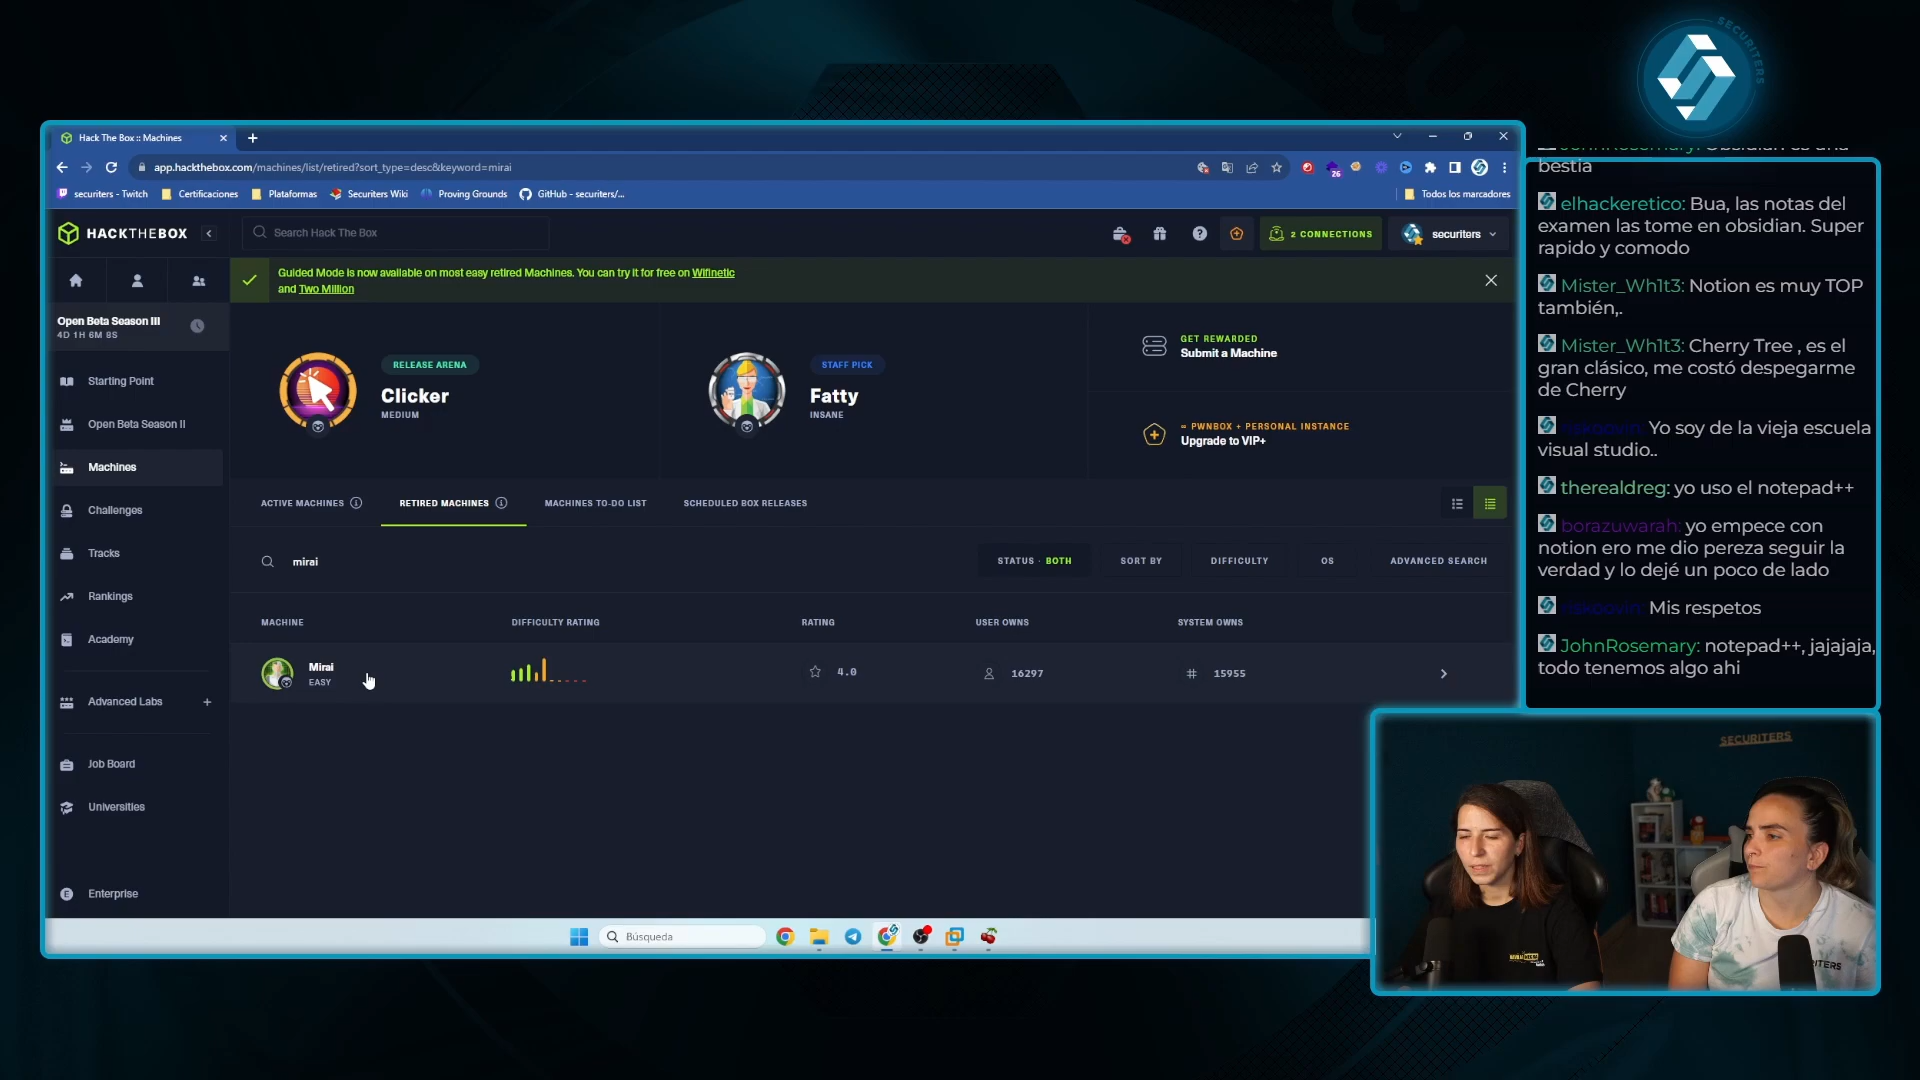 SECURITERS
Hack The Box :: Machines
app.hackthebox.com/machines/list/retired?sort_type=desc&keyword=mirai
26
securiters - Twitch
Certificaciones
Plataformas
Securiters Wiki
Proving Grounds
GitHub - securiters/...
Todos los marcadores
HACKTHEBOX
Search Hack The Box
2 CONNECTIONS
securiters
Guided Mode is now available on most easy retired Machines. You can try it for free on Wifinetic
and Two Million
Open Beta Season III
4D 1H 6M 8S
Starting Point
Open Beta Season II
Machines
Challenges
Tracks
Rankings
Academy
Advanced Labs
Job Board
Universities
Enterprise
RELEASE ARENA
Clicker
MEDIUM
STAFF PICK
Fatty
INSANE
GET REWARDED
Submit a Machine
∞ PWNBOX + PERSONAL INSTANCE
Upgrade to VIP+
ACTIVE MACHINES
RETIRED MACHINES
MACHINES TO-DO LIST
SCHEDULED BOX RELEASES
mirai
STATUS · BOTH
SORT BY
DIFFICULTY
OS
ADVANCED SEARCH
MACHINE
DIFFICULTY RATING
RATING
USER OWNS
SYSTEM OWNS
Mirai
EASY
4.0
16297
15955
Búsqueda
JohnRosemary: Obsidian es una
bestia
elhackeretico: Bua, las notas del
examen las tome en obsidian. Super
rapido y comodo
Mister_Wh1t3: Notion es muy TOP
también,.
Mister_Wh1t3: Cherry Tree , es el
gran clásico, me costó despegarme
de Cherry
Yo soy de la vieja escuela
visual studio..
therealdreg: yo uso el notepad++
borazuwarah: yo empece con
notion ero me dio pereza seguir la
verdad y lo dejé un poco de lado
Mis respetos
JohnRosemary: notepad++, jajajaja,
todo tenemos algo ahi
SECURITERS